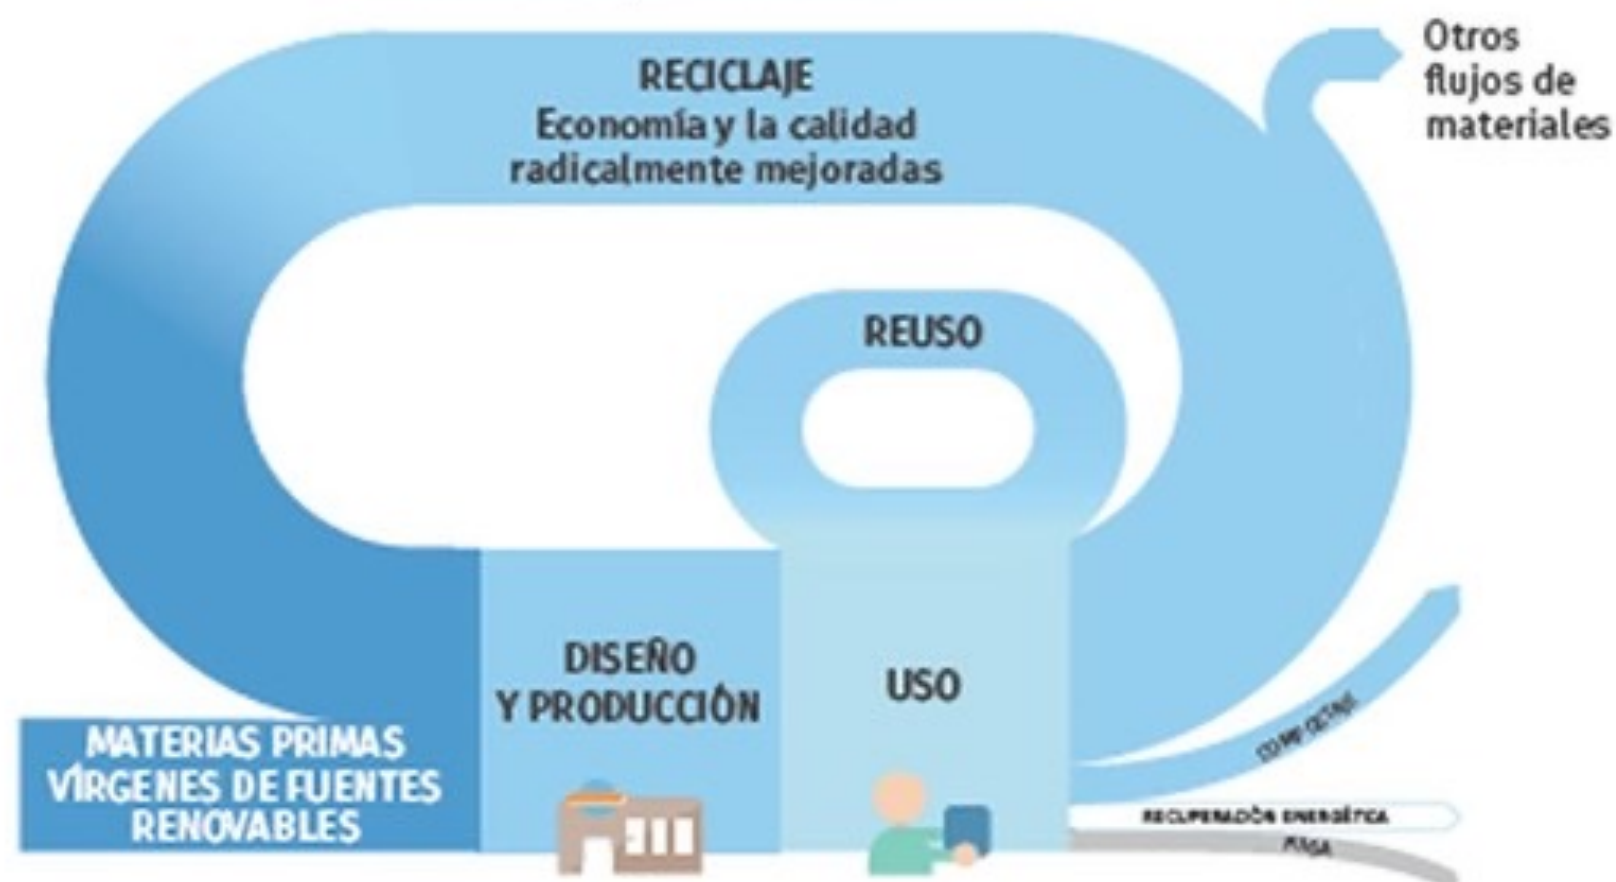 RECICLAJE
Economía y la calidad
radicalmente mejoradas
Otros
flujos de
materiales
REUSO
DISEÑO
Y PRODUCCIÓN
USO
MATERIAS PRIMAS
VÍRGENES DE FUENTES
RENOVABLES
RECUPERACIÓN ENERGÉTICA